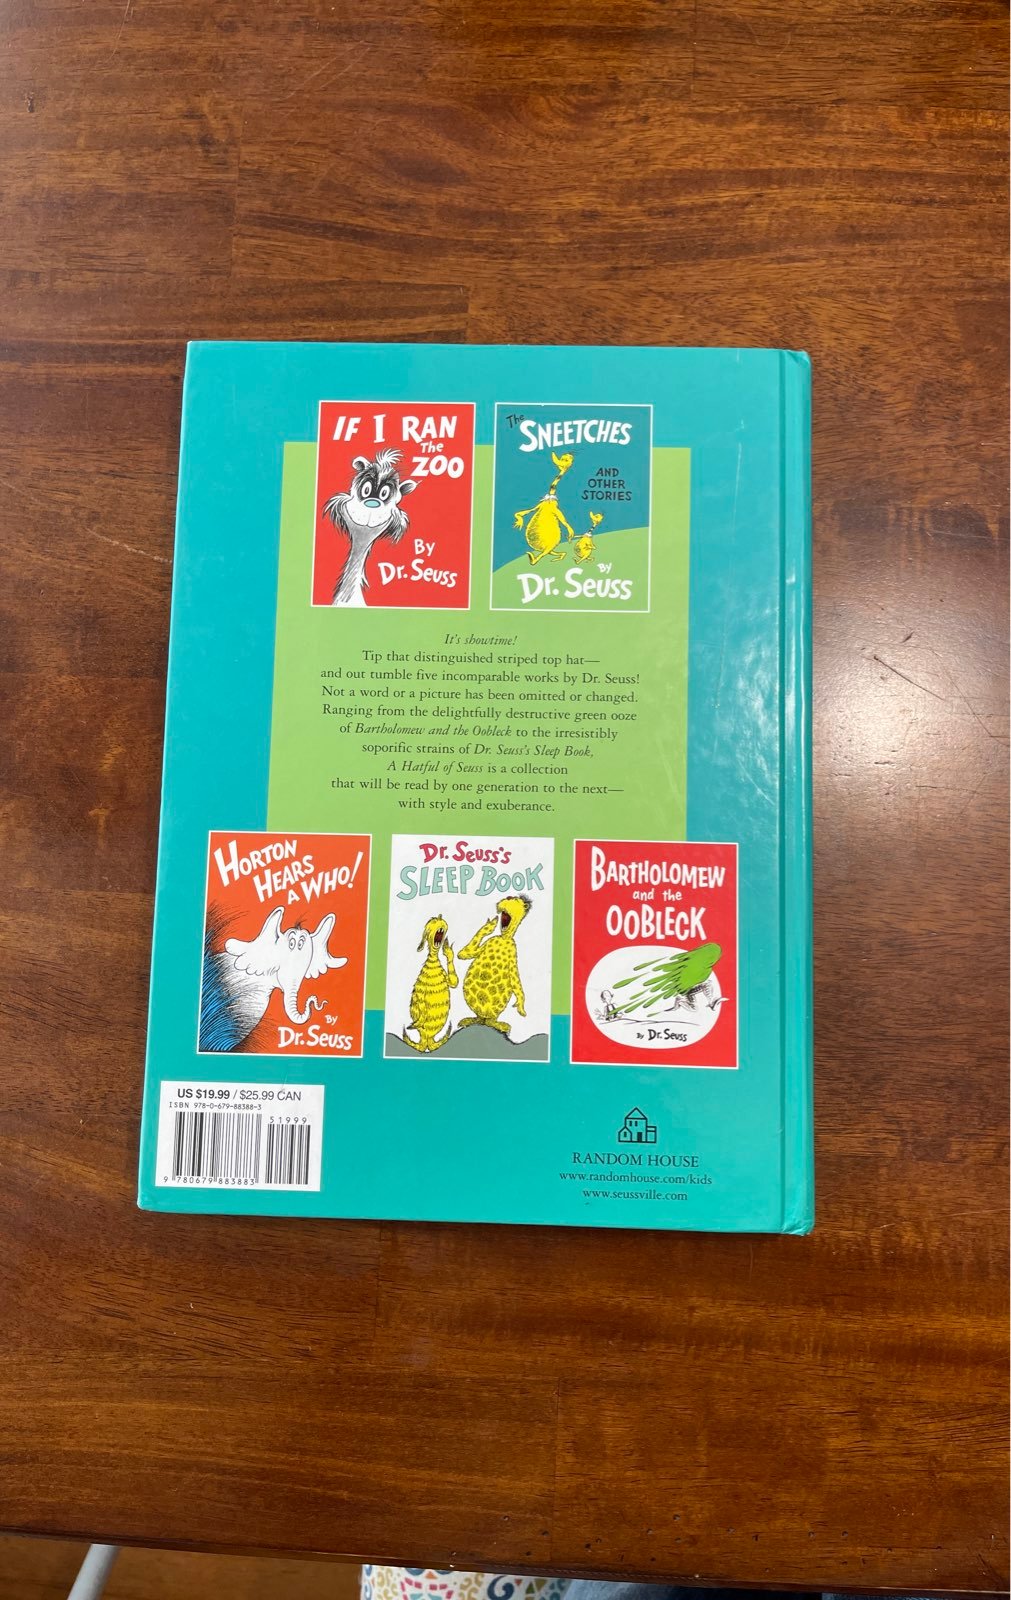 IF I RAN
The
ZOO
By
Dr. Seuss
The
SNEETCHES
AND
OTHER
STORIES
BY
Dr. Seuss
It's showtime!
Tip that distinguished striped top hat—
and out tumble five incomparable works by Dr. Seuss!
Not a word or a picture has been omitted or changed.
Ranging from the delightfully destructive green ooze
of Bartholomew and the Oobleck to the irresistibly
soporific strains of Dr. Seuss's Sleep Book,
A Hatful of Seuss is a collection
that will be read by one generation to the next—
with style and exuberance.
HORTON
HEARS
A WHO!
By
Dr. Seuss
Dr. Seuss's
SLEEP BOOK
BARTHOLOMEW
and the
OOBLECK
By Dr. Seuss
US $19.99 / $25.99 CAN
ISBN 978-0-679-88388-3
51999
9 780679 883883
RANDOM HOUSE
www.randomhouse.com/kids
www.seussville.com